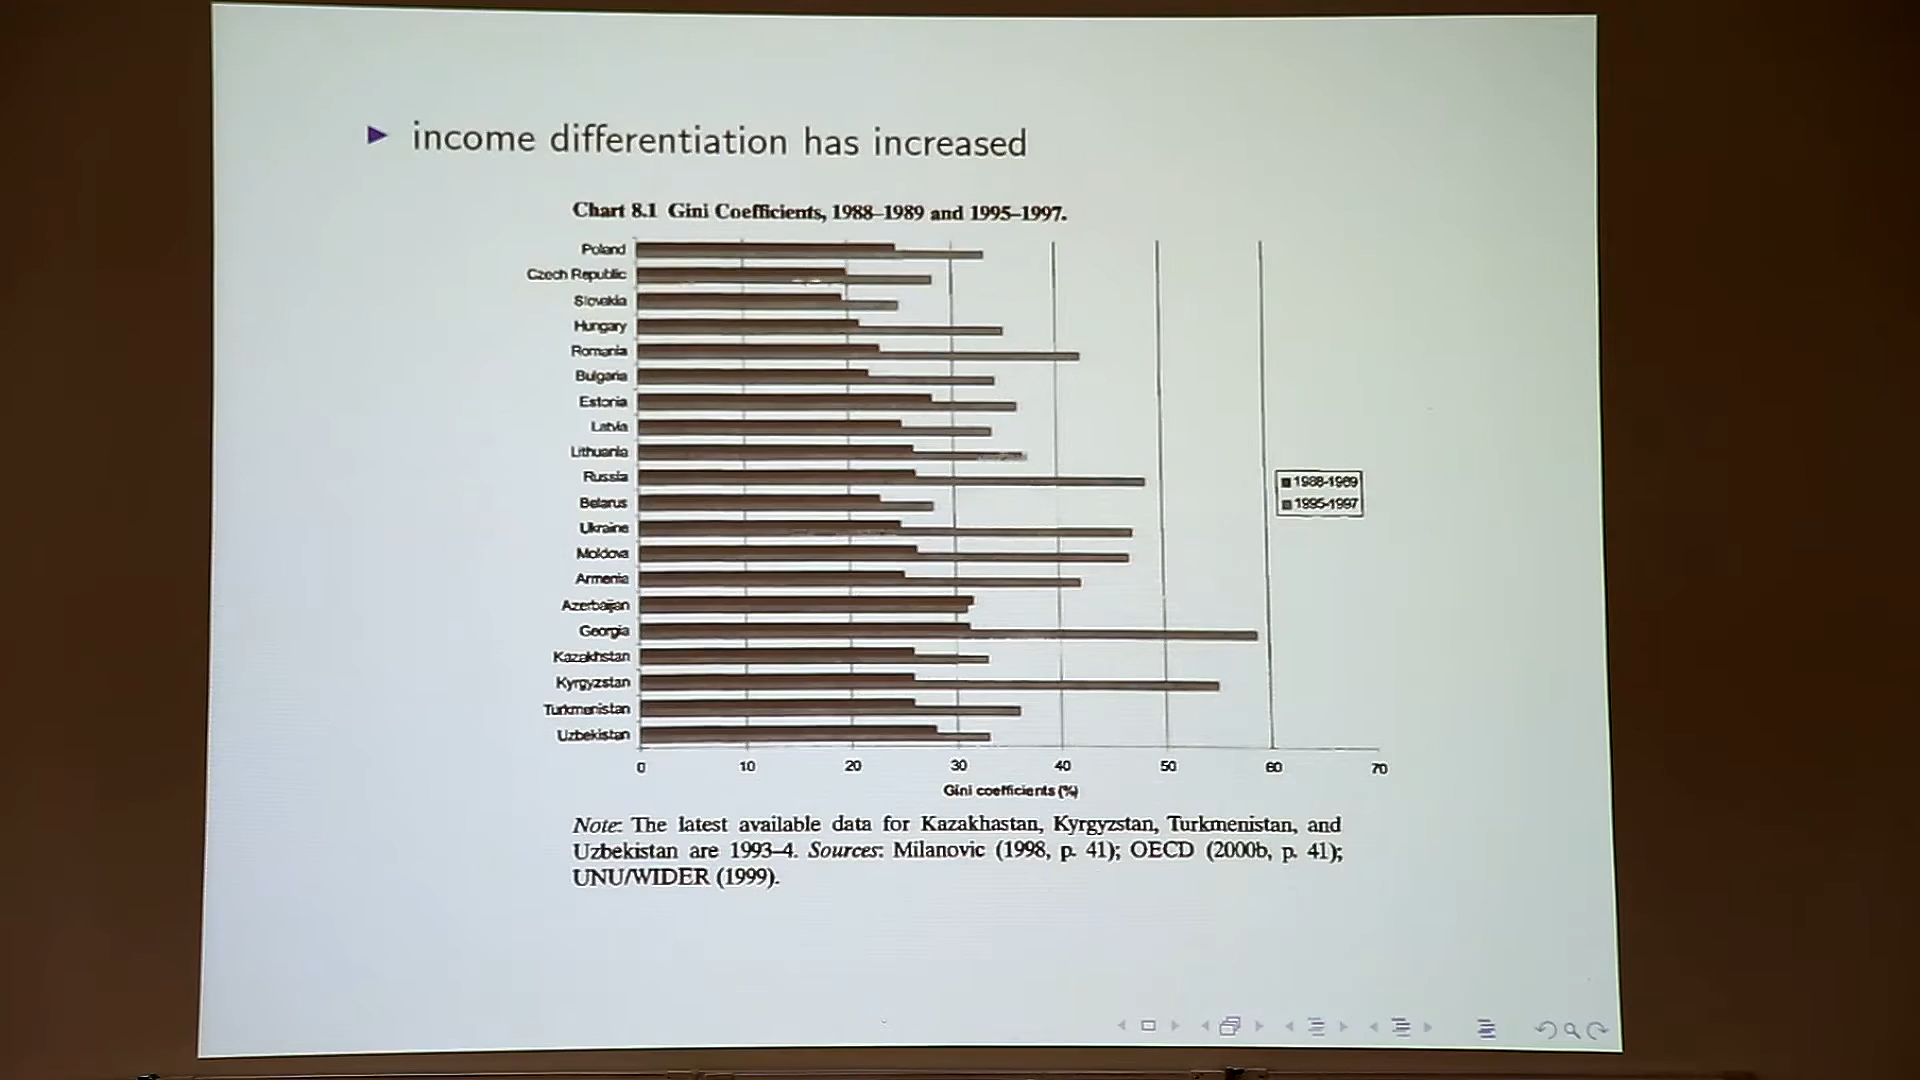 income differentiation has increased
Chart 8.1 Gini Coefficients, 1988–1989 and 1995–1997.
Poland
Czech Republic
Slovakia
Hungary
Romania
Bulgaria
Estonia
Latvia
Lithuania
Russia
Belarus
Ukraine
Moldova
Armenia
Azerbaijan
Georgia
Kazakhstan
Kyrgyzstan
Turkmenistan
Uzbekistan
1988-1989
1995-1997
0 10 20 30 40 50 60 70
Gini coefficients (%)
Note: The latest available data for Kazakhastan, Kyrgyzstan, Turkmenistan, and
Uzbekistan are 1993–4. Sources: Milanovic (1998, p. 41); OECD (2000b, p. 41);
UNU/WIDER (1999).